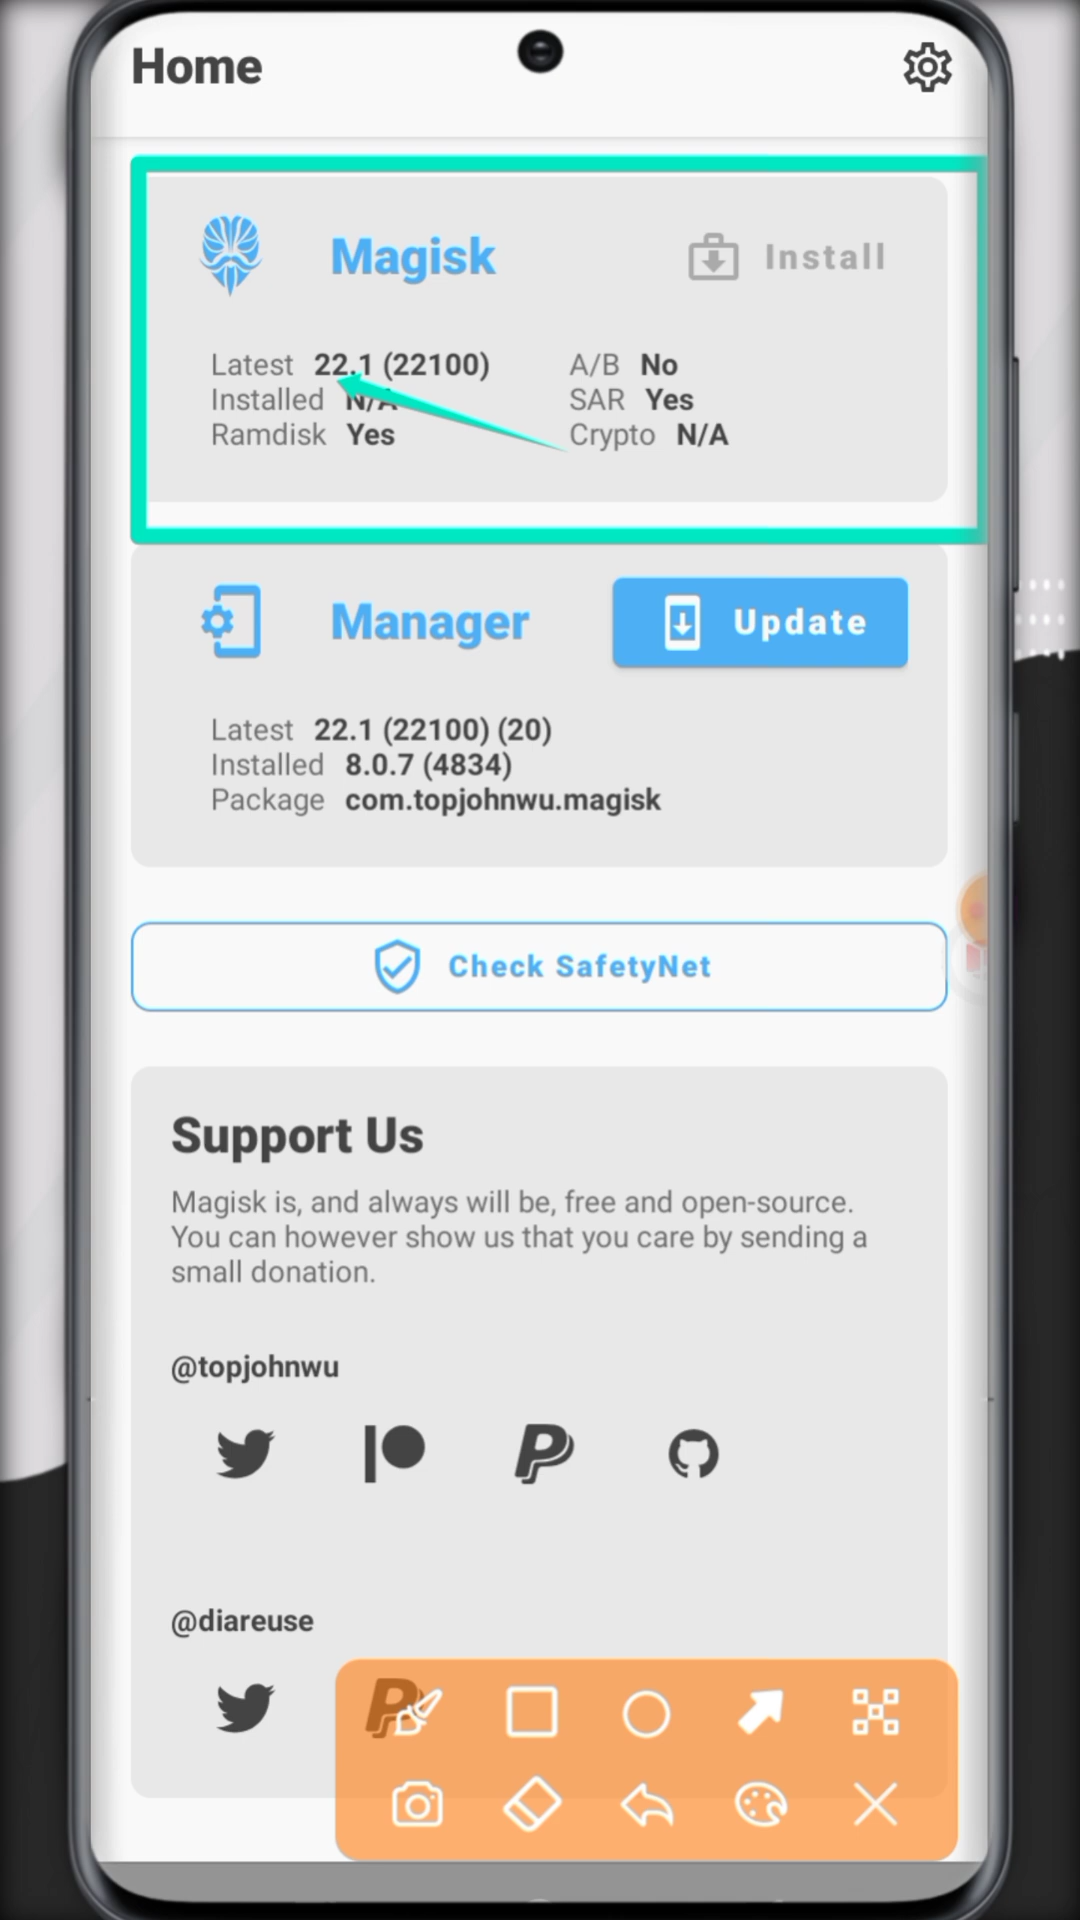 Home
Magisk
Install
Latest 22.1 (22100)
Installed N/A
Ramdisk Yes
A/B No
SAR Yes
Crypto N/A
Manager
Update
Latest 22.1 (22100) (20)
Installed 8.0.7 (4834)
Package com.topjohnwu.magisk
Check SafetyNet
Support Us
Magisk is, and always will be, free and open-source.
You can however show us that you care by sending a
small donation.
@topjohnwu
@diareuse